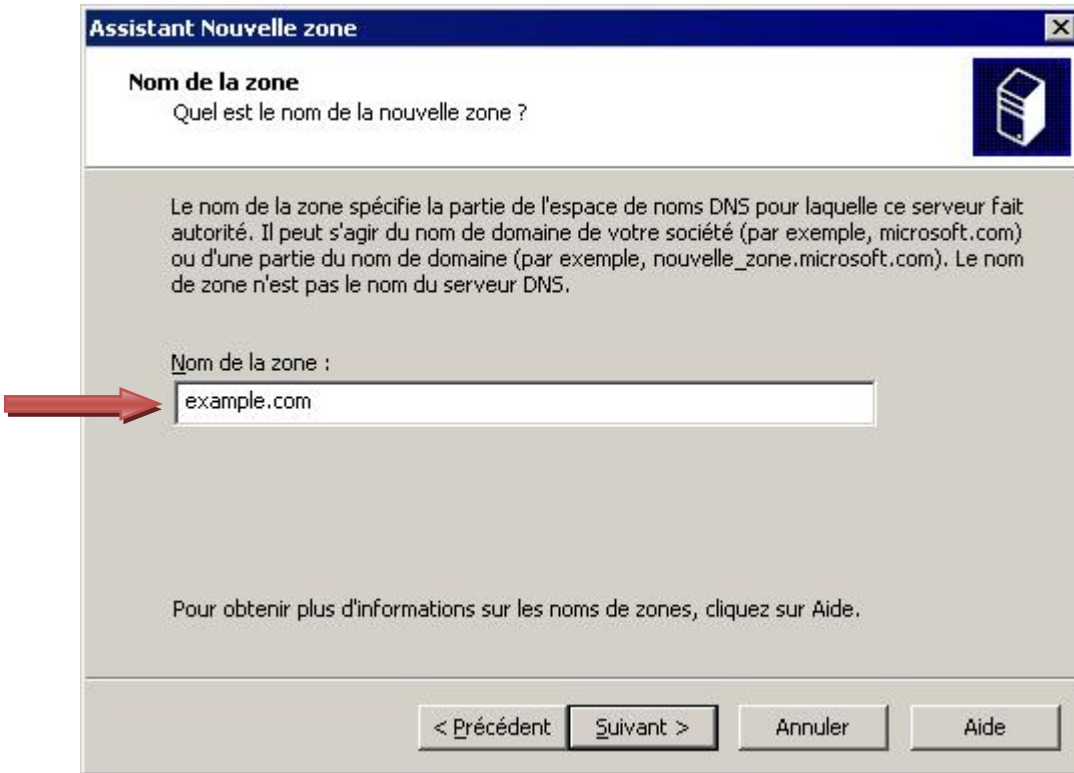 Assistant Nouvelle zone
Nom de la zone
Quel est le nom de la nouvelle zone ?
Le nom de la zone spécifie la partie de l'espace de noms DNS pour laquelle ce serveur fait
autorité. Il peut s'agir du nom de domaine de votre société (par exemple, microsoft.com)
ou d'une partie du nom de domaine (par exemple, nouvelle_zone.microsoft.com). Le nom
de zone n'est pas le nom du serveur DNS.
Nom de la zone :
example.com
Pour obtenir plus d'informations sur les noms de zones, cliquez sur Aide.
< Précédent Suivant > Annuler Aide